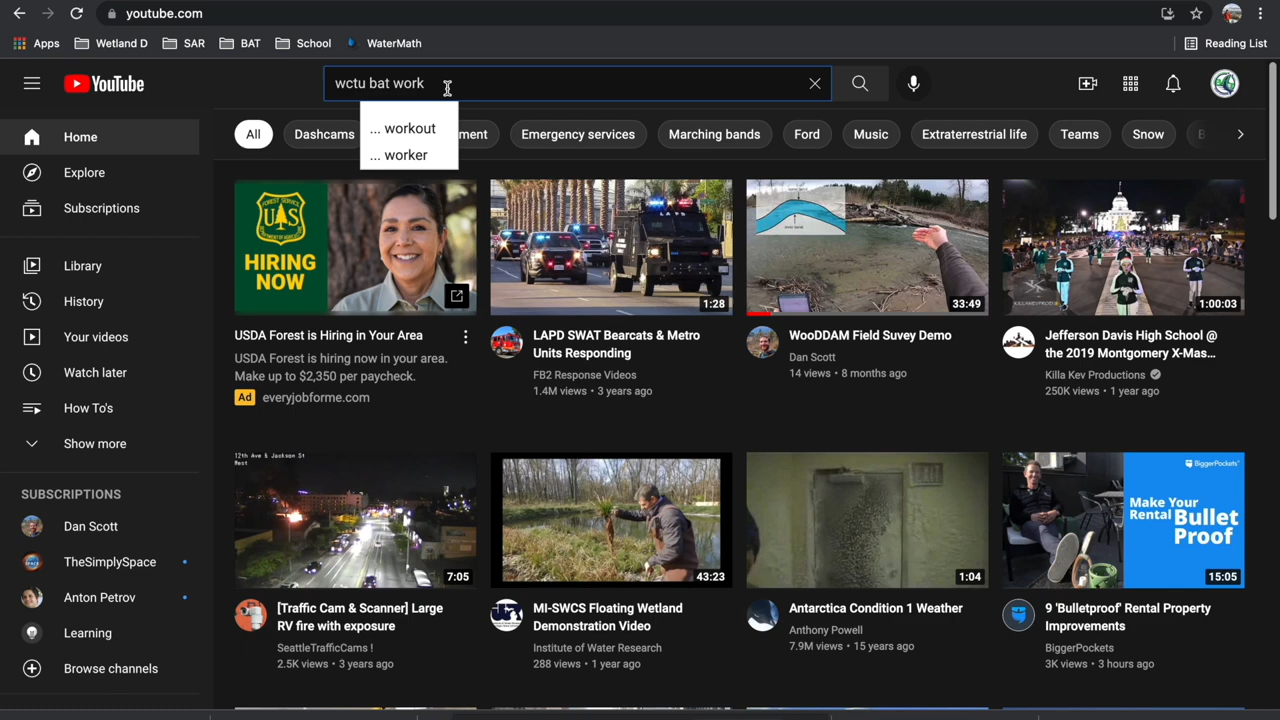 youtube.com
Apps
Wetland D
SAR
BAT
School
WaterMath
Reading List
YouTube
wctu bat work
... workout
... worker
All
Dashcams
ment
Emergency services
Marching bands
Ford
Music
Extraterrestrial life
Teams
Snow
Home
Explore
Subscriptions
Library
History
Your videos
Watch later
How To's
Show more
SUBSCRIPTIONS
Dan Scott
TheSimplySpace
Anton Petrov
Learning
Browse channels
FOREST SERVICE
US
DEPARTMENT OF AGRICULTURE
HIRING
NOW
USDA Forest is Hiring in Your Area
USDA Forest is hiring now in your area.
Make up to $2,350 per paycheck.
Ad everyjobforme.com
LAPD
1:28
LAPD SWAT Bearcats & Metro
Units Responding
FB2 Response Videos
1.4M views • 3 years ago
33:49
WooDDAM Field Suvey Demo
Dan Scott
14 views • 8 months ago
KILLAKEVPROD
1:00:03
Jefferson Davis High School @
the 2019 Montgomery X-Mas...
Killa Kev Productions
250K views • 1 year ago
12th Ave & Jackson St
West
7:05
[Traffic Cam & Scanner] Large
RV fire with exposure
SeattleTrafficCams !
2.5K views • 3 years ago
43:23
MI-SWCS Floating Wetland
Demonstration Video
Institute of Water Research
288 views • 1 year ago
1:04
Antarctica Condition 1 Weather
Anthony Powell
7.9M views • 15 years ago
BiggerPockets
Make Your
Rental Bullet
Proof
15:05
9 'Bulletproof' Rental Property
Improvements
BiggerPockets
3K views • 3 hours ago